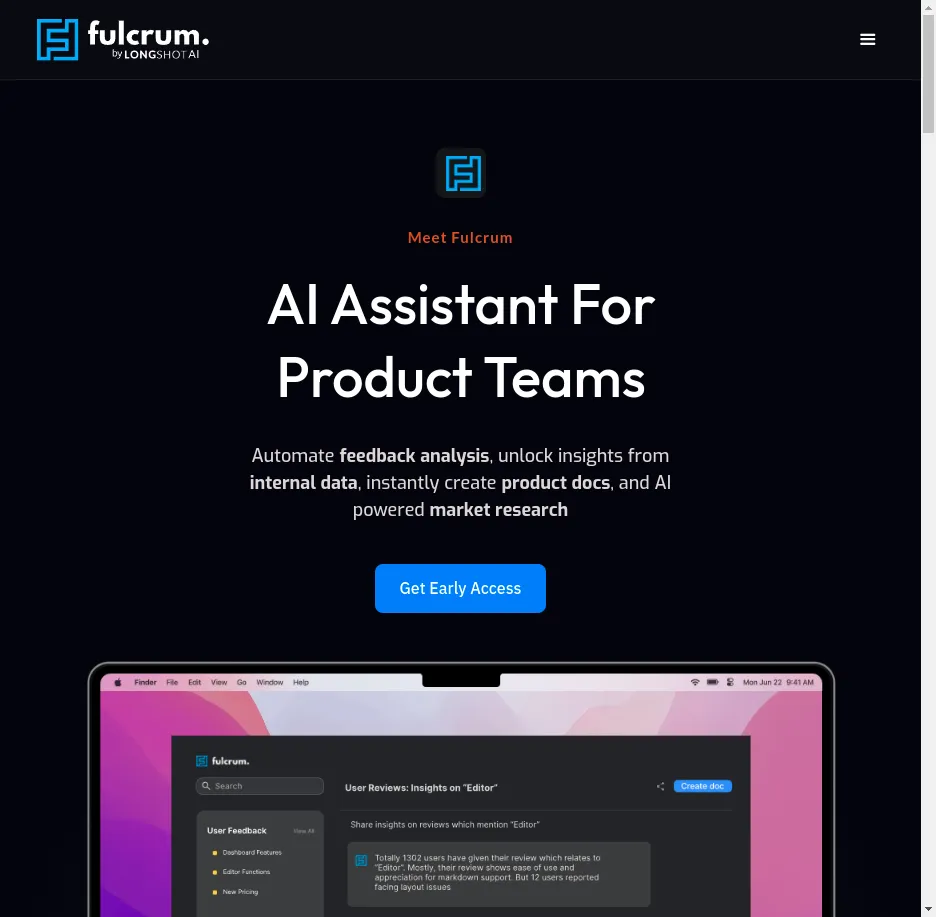 fulcrum.
by LONGSHOT AI
Meet Fulcrum
AI Assistant For
Product Teams
Automate feedback analysis, unlock insights from
internal data, instantly create product docs, and AI
powered market research
Get Early Access
Finder File Edit View Go Window Help
Mon Jun 22 9:41 AM
fulcrum.
Search
User Reviews: Insights on "Editor"
Create doc
User Feedback
View All
Share insights on reviews which mention "Editor"
Dashboard Features
Editor Functions
New Pricing
Totally 1302 users have given their review which relates to
"Editor". Mostly, their review shows ease of use and
appreciation for markdown support. But 12 users reported
facing layout issues